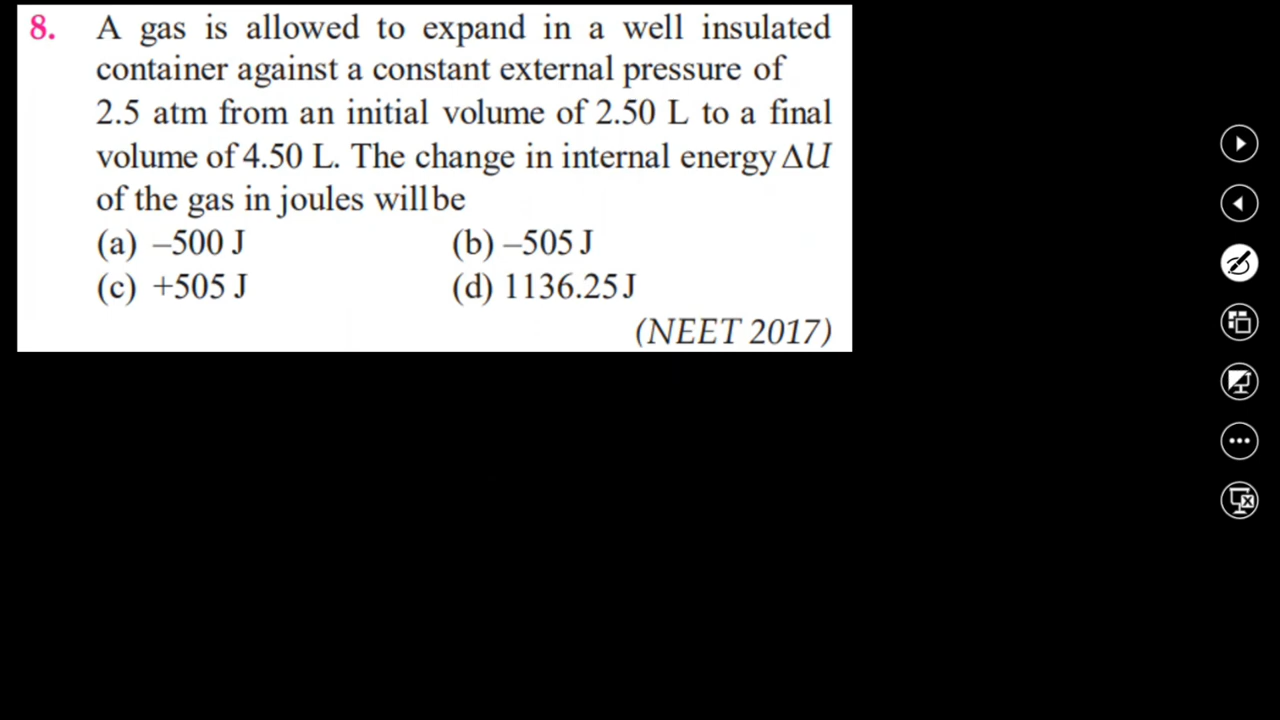 8. A gas is allowed to expand in a well insulated
container against a constant external pressure of
2.5 atm from an initial volume of 2.50 L to a final
volume of 4.50 L. The change in internal energy ΔU
of the gas in joules will be
(a) –500 J (b) –505 J
(c) +505 J (d) 1136.25 J
(NEET 2017)